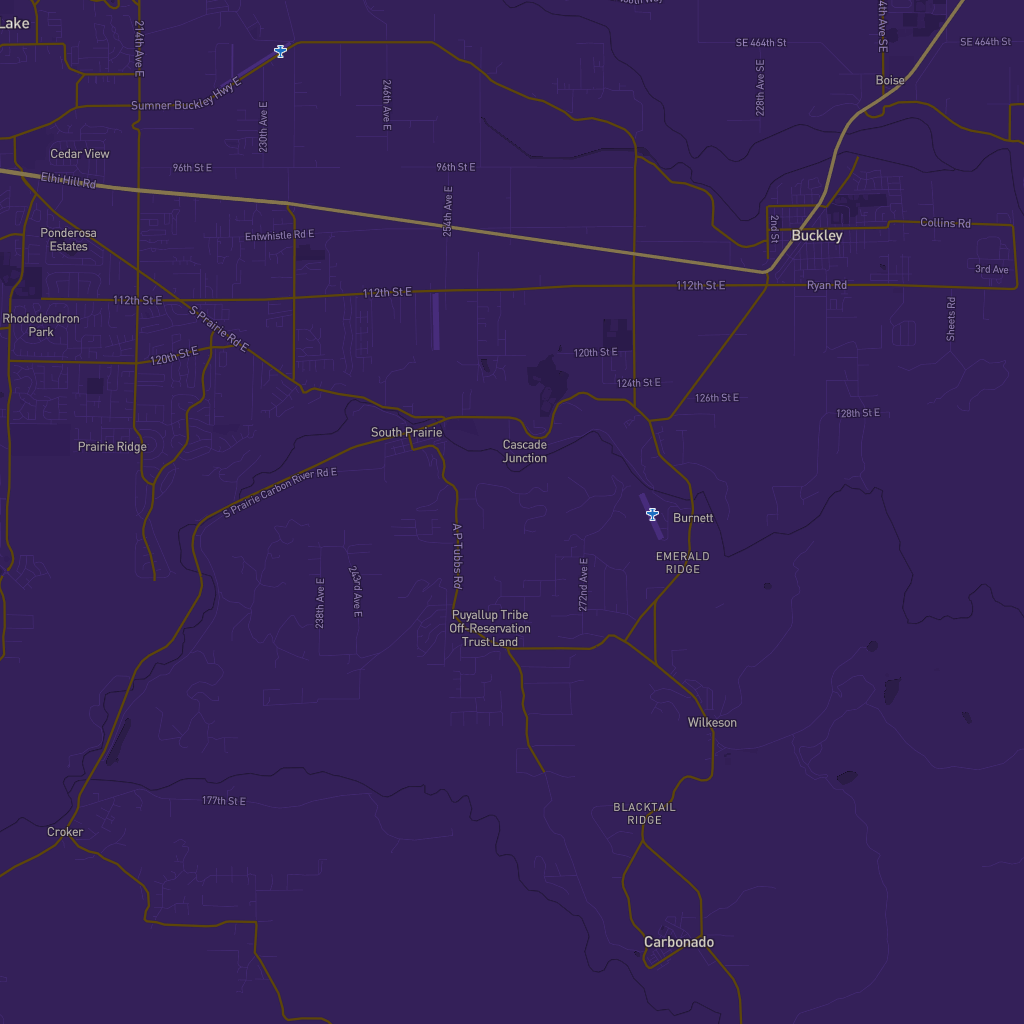 Lake
214th Ave E
SE 464th St
SE 464th St
Boise
Sumner Buckley Hwy E
230th Ave E
246th Ave E
228th Ave SE
Cedar View
96th St E
96th St E
Elhi Hill Rd
254th Ave E
Ponderosa
Estates
Entwhistle Rd E
2nd St
Buckley
Collins Rd
3rd Ave
112th St E
112th St E
112th St E
Ryan Rd
Rhododendron
Park
S Prairie Rd E
Sheets Rd
120th St E
120th St E
124th St E
126th St E
128th St E
South Prairie
Prairie Ridge
Cascade
Junction
S Prairie Carbon River Rd E
Burnett
A P Tubbs Rd
EMERALD
RIDGE
238th Ave E
243rd Ave E
272nd Ave E
Puyallup Tribe
Off-Reservation
Trust Land
Wilkeson
177th St E
BLACKTAIL
RIDGE
Croker
Carbonado